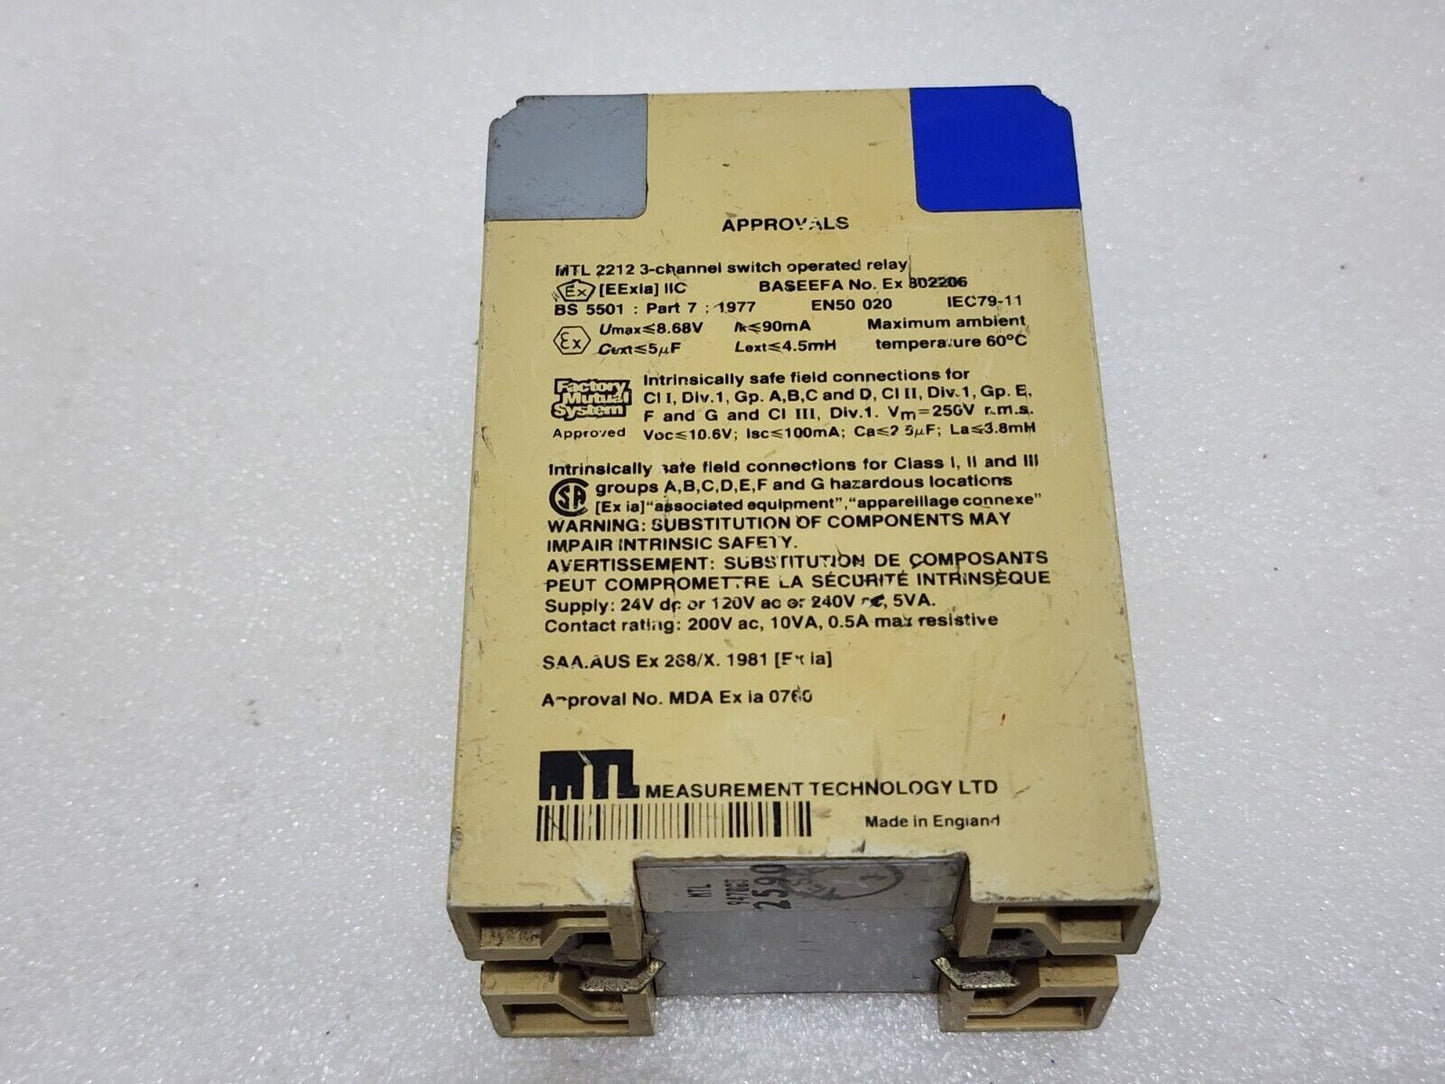 APPROVALS
MTL 2212 3-channel switch operated relay
Ex [EExia] IIC BASEEFA No. Ex 802206
BS 5501 : Part 7 : 1977 EN50 020 IEC79-11
Ex Umax≤8.68V Ik≤90mA Maximum ambient
Cext≤5μF Lext≤4.5mH temperature 60°C
Factory Mutual System Approved
Intrinsically safe field connections for
Cl I, Div.1, Gp. A,B,C and D, Cl II, Div.1, Gp. E,
F and G and Cl III, Div.1. Vm=250V r.m.s.
Voc≤10.6V; Isc≤100mA; Ca≤2.5μF; La≤3.8mH
Intrinsically safe field connections for Class I, II and III
SA groups A,B,C,D,E,F and G hazardous locations
[Ex ia]"associated equipment","appareillage connexe"
WARNING: SUBSTITUTION OF COMPONENTS MAY
IMPAIR INTRINSIC SAFETY.
AVERTISSEMENT: SUBSTITUTION DE COMPOSANTS
PEUT COMPROMETTRE LA SÉCURITÉ INTRINSÈQUE
Supply: 24V dc or 120V ac or 240V ac, 5VA.
Contact rating: 200V ac, 10VA, 0.5A max resistive
SAA.AUS Ex 268/X. 1981 [Ex ia]
Approval No. MDA Ex ia 0760
MTL MEASUREMENT TECHNOLOGY LTD
Made in England
MTL
2590